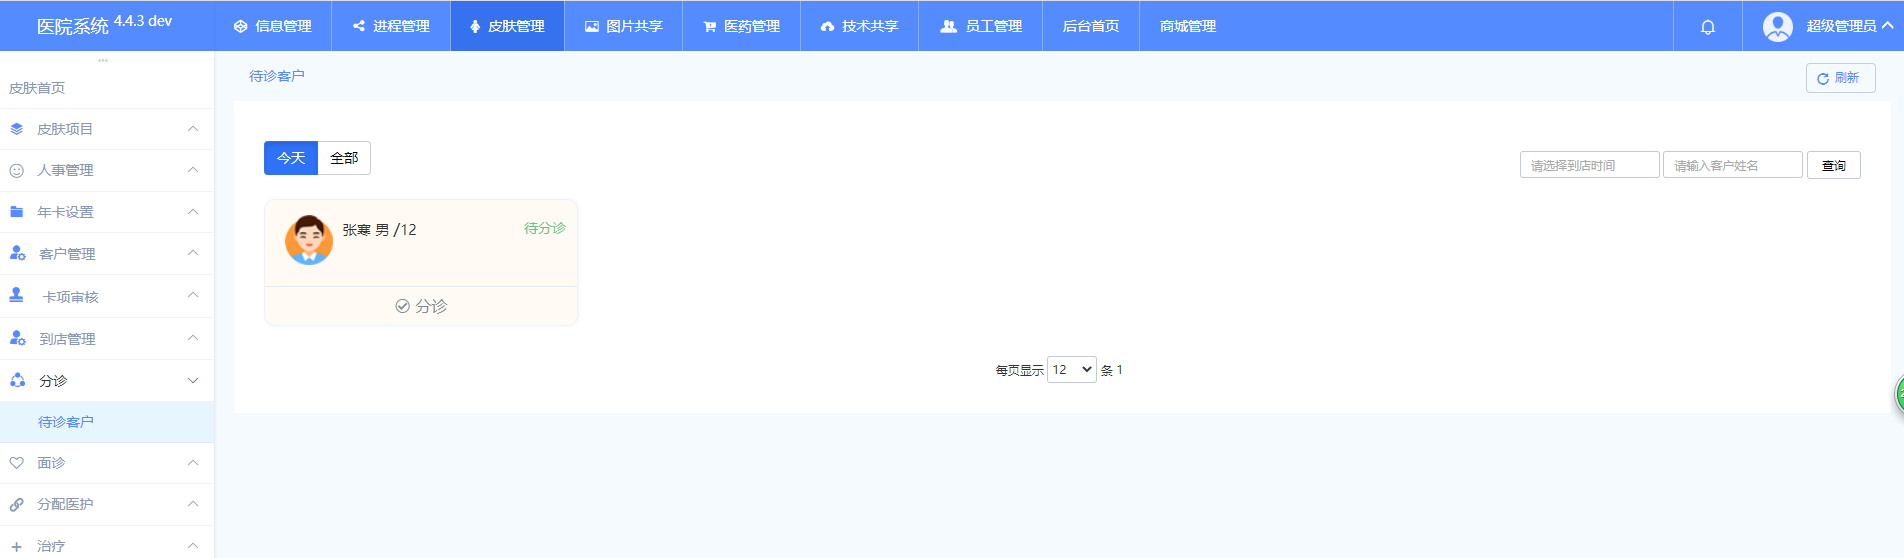 医院系统 4.4.3 dev
信息管理
进程管理
皮肤管理
图片共享
医药管理
技术共享
员工管理
后台首页
商城管理
超级管理员
皮肤首页
皮肤项目
人事管理
年卡设置
客户管理
卡项审核
到店管理
分诊
待诊客户
面诊
分配医护
治疗
待诊客户
刷新
今天
全部
请选择到店时间
请输入客户姓名
查询
张寒 男 /12
待分诊
分诊
每页显示 12 条 1